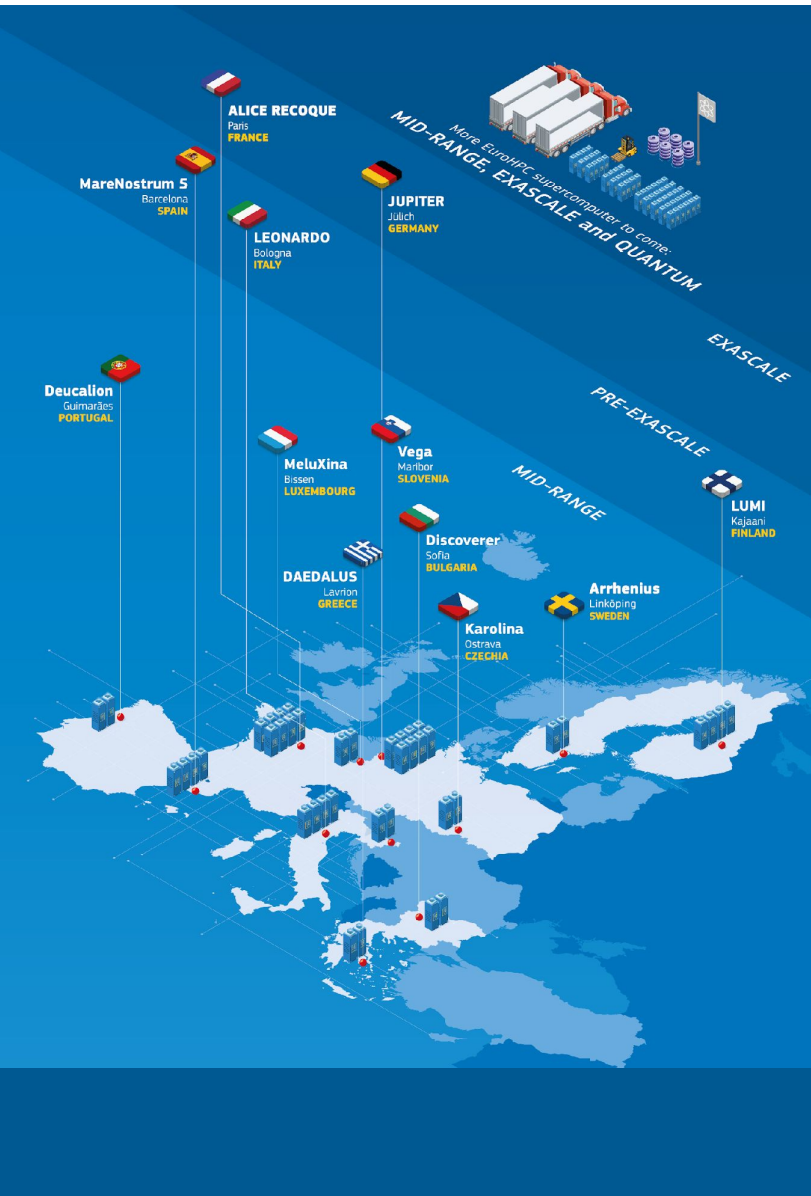 ALICE RECOQUE
Paris
FRANCE
MareNostrum 5
Barcelona
SPAIN
JUPITER
Jülich
GERMANY
LEONARDO
Bologna
ITALY
More EuroHPC supercomputer to come:
MID-RANGE, EXASCALE and QUANTUM
EXASCALE
PRE-EXASCALE
MID-RANGE
Deucalion
Guimarães
PORTUGAL
MeluXina
Bissen
LUXEMBOURG
Vega
Maribor
SLOVENIA
LUMI
Kajaani
FINLAND
Discoverer
Sofia
BULGARIA
DAEDALUS
Lavrion
GREECE
Arrhenius
Linköping
SWEDEN
Karolina
Ostrava
CZECHIA